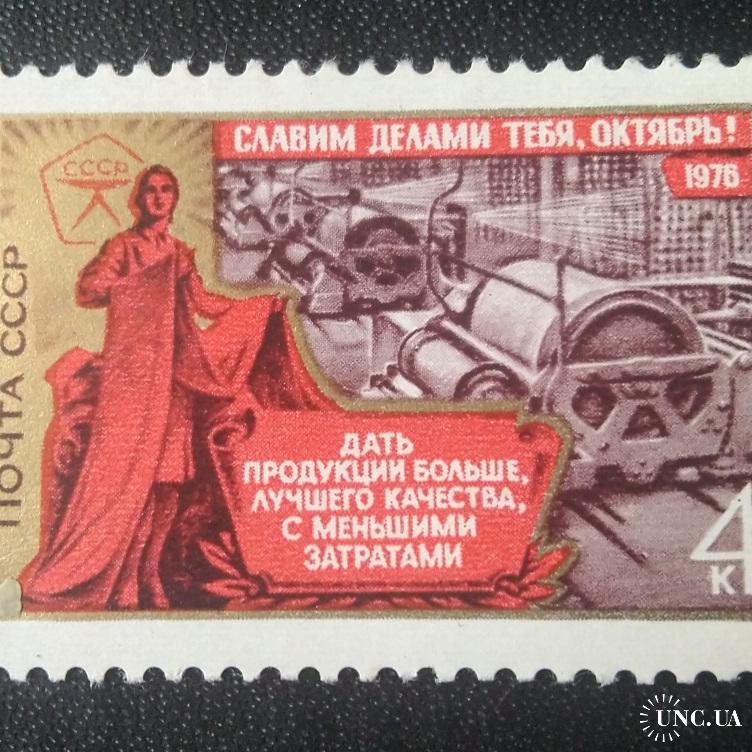 СЛАВИМ ДЕЛАМИ ТЕБЯ, ОКТЯБРЬ!
1976
СССР
ПОЧТА СССР
ДАТЬ
ПРОДУКЦИИ БОЛЬШЕ,
ЛУЧШЕГО КАЧЕСТВА,
С МЕНЬШИМИ
ЗАТРАТАМИ
4
К
UNC.UA